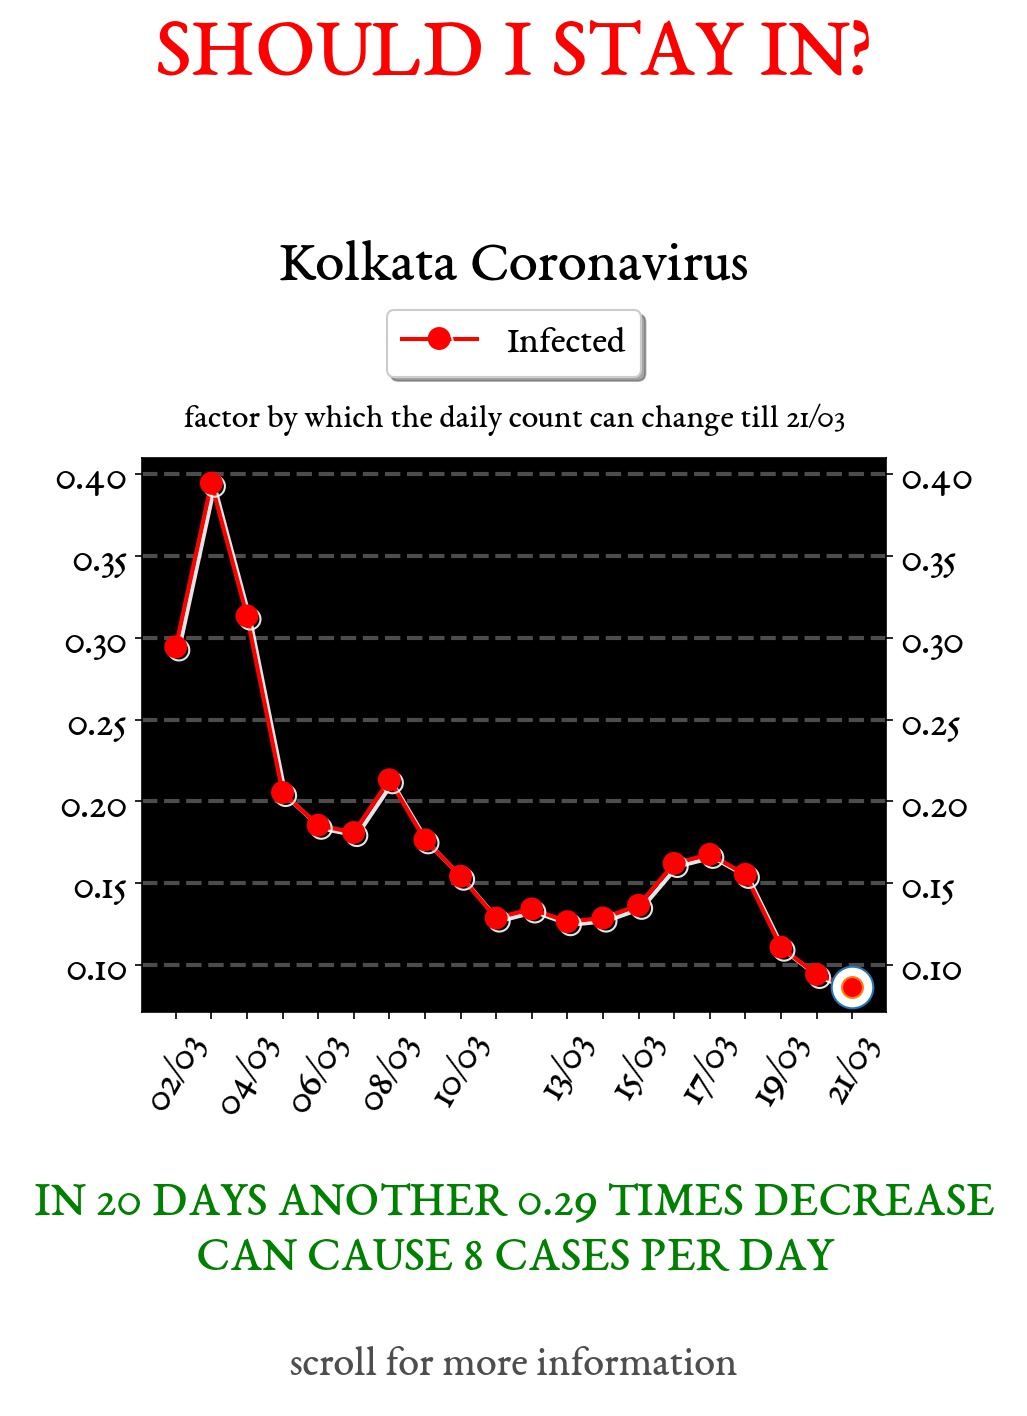 SHOULD I STAY IN?
Kolkata Coronavirus
Infected
factor by which the daily count can change till 21/03
0.40 0.40
0.35 0.35
0.30 0.30
0.25 0.25
0.20 0.20
0.15 0.15
0.10 0.10
02/03 04/03 06/03 08/03 10/03 13/03 15/03 17/03 19/03 21/03
IN 20 DAYS ANOTHER 0.29 TIMES DECREASE
CAN CAUSE 8 CASES PER DAY
scroll for more information